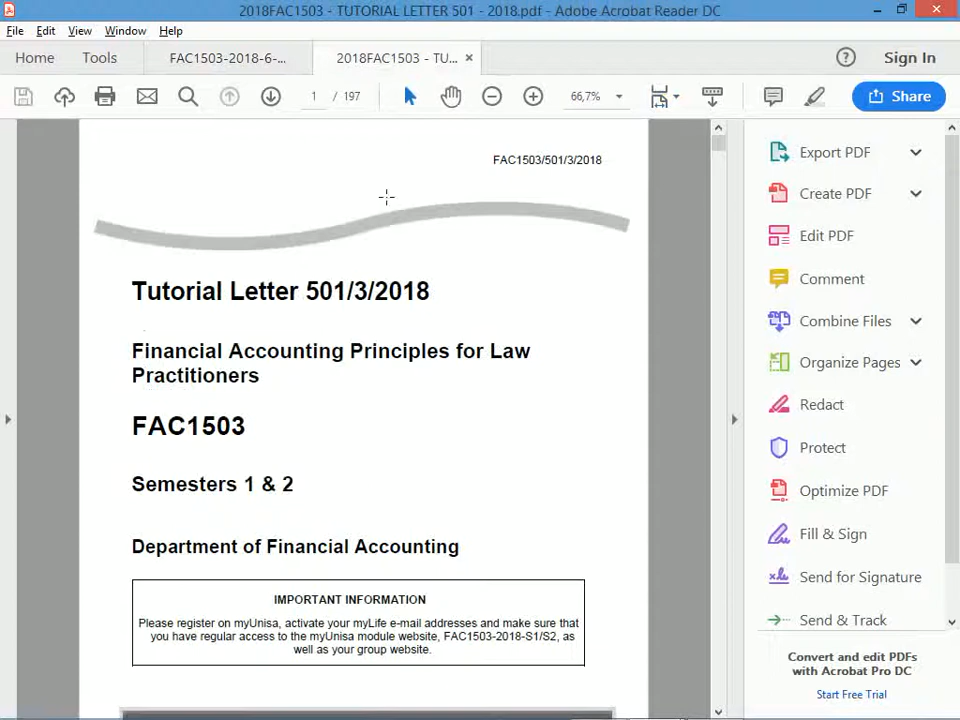 2018FAC1503 - TUTORIAL LETTER 501 - 2018.pdf - Adobe Acrobat Reader DC
File Edit View Window Help
Home Tools FAC1503-2018-6-... 2018FAC1503 - TU... × ? Sign In
1 / 197 66,7% Share
FAC1503/501/3/2018
Tutorial Letter 501/3/2018
Financial Accounting Principles for Law
Practitioners
FAC1503
Semesters 1 & 2
Department of Financial Accounting
IMPORTANT INFORMATION
Please register on myUnisa, activate your myLife e-mail addresses and make sure that
you have regular access to the myUnisa module website, FAC1503-2018-S1/S2, as
well as your group website.
Export PDF
Create PDF
Edit PDF
Comment
Combine Files
Organize Pages
Redact
Protect
Optimize PDF
Fill & Sign
Send for Signature
Send & Track
Convert and edit PDFs
with Acrobat Pro DC
Start Free Trial